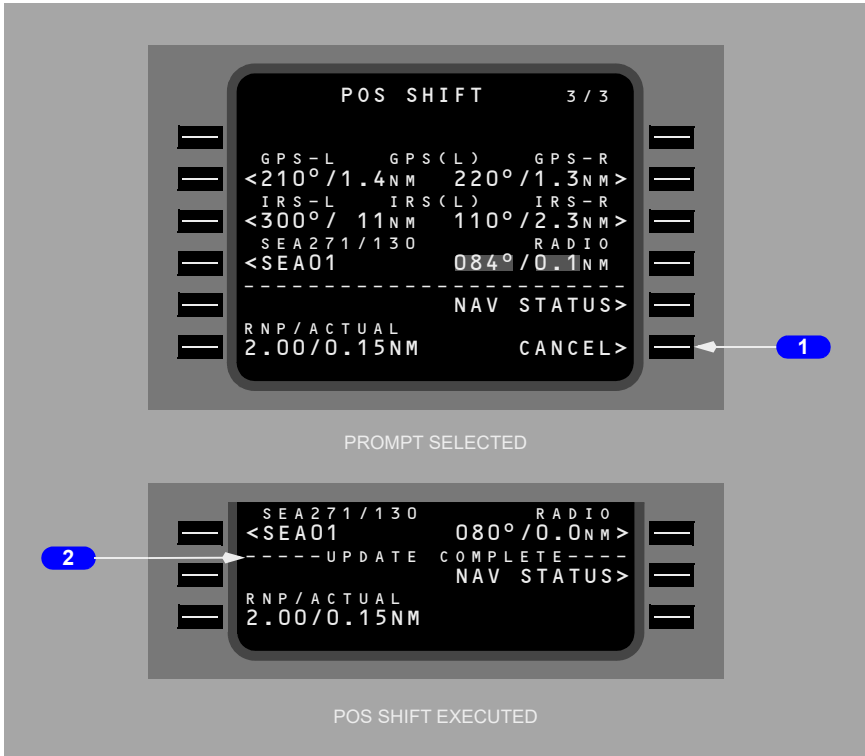 POS SHIFT 3/3
GPS-L GPS(L) GPS-R
<210°/1.4NM 220°/1.3NM>
IRS-L IRS(L) IRS-R
<300°/ 11NM 110°/2.3NM>
SEA271/130 RADIO
<SEA01 084°/0.1NM
------------------------
NAV STATUS>
RNP/ACTUAL
2.00/0.15NM CANCEL>
1
PROMPT SELECTED
SEA271/130 RADIO
<SEA01 080°/0.0NM>
2
-----UPDATE COMPLETE----
NAV STATUS>
RNP/ACTUAL
2.00/0.15NM
POS SHIFT EXECUTED